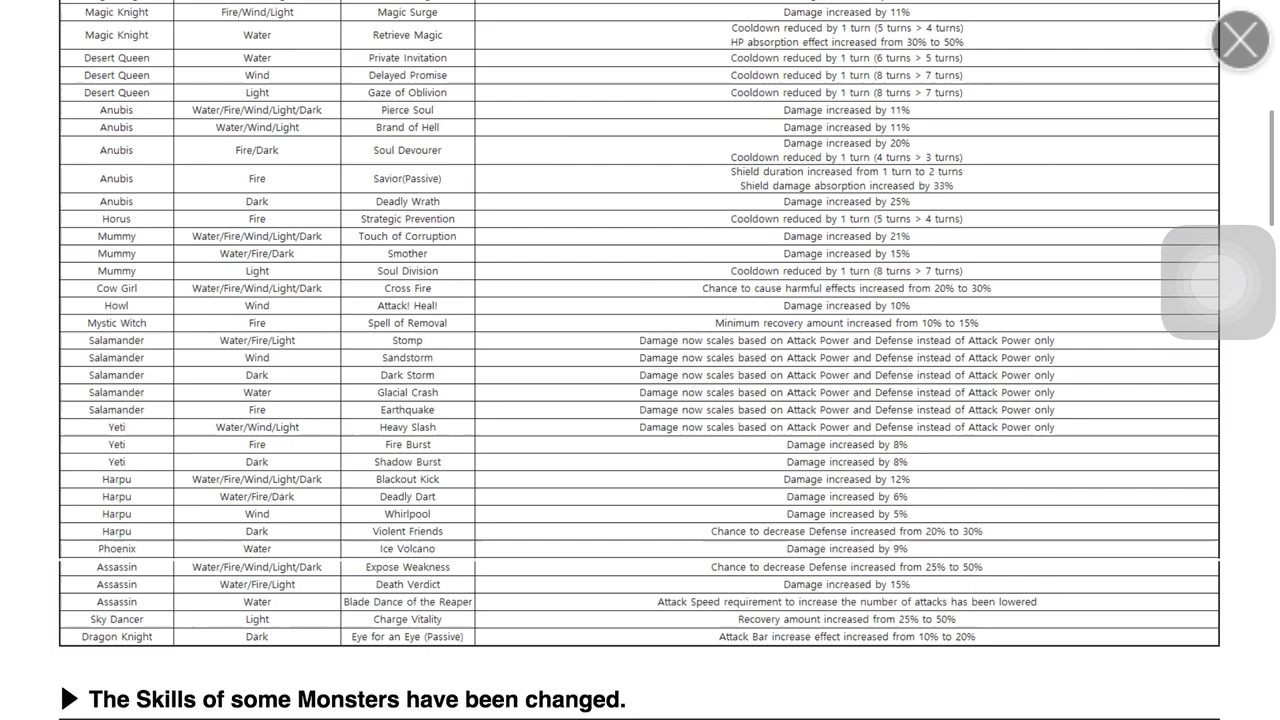 Magic Knight Fire/Wind/Light Magic Surge Damage increased by 11%
Magic Knight Water Retrieve Magic Cooldown reduced by 1 turn (5 turns > 4 turns)
HP absorption effect increased from 30% to 50%
Desert Queen Water Private Invitation Cooldown reduced by 1 turn (6 turns > 5 turns)
Desert Queen Wind Delayed Promise Cooldown reduced by 1 turn (8 turns > 7 turns)
Desert Queen Light Gaze of Oblivion Cooldown reduced by 1 turn (8 turns > 7 turns)
Anubis Water/Fire/Wind/Light/Dark Pierce Soul Damage increased by 11%
Anubis Water/Wind/Light Brand of Hell Damage increased by 11%
Anubis Fire/Dark Soul Devourer Damage increased by 20%
Cooldown reduced by 1 turn (4 turns > 3 turns)
Anubis Fire Savior(Passive) Shield duration increased from 1 turn to 2 turns
Shield damage absorption increased by 33%
Anubis Dark Deadly Wrath Damage increased by 25%
Horus Fire Strategic Prevention Cooldown reduced by 1 turn (5 turns > 4 turns)
Mummy Water/Fire/Wind/Light/Dark Touch of Corruption Damage increased by 21%
Mummy Water/Fire/Dark Smother Damage increased by 15%
Mummy Light Soul Division Cooldown reduced by 1 turn (8 turns > 7 turns)
Cow Girl Water/Fire/Wind/Light/Dark Cross Fire Chance to cause harmful effects increased from 20% to 30%
Howl Wind Attack! Heal! Damage increased by 10%
Mystic Witch Fire Spell of Removal Minimum recovery amount increased from 10% to 15%
Salamander Water/Fire/Light Stomp Damage now scales based on Attack Power and Defense instead of Attack Power only
Salamander Wind Sandstorm Damage now scales based on Attack Power and Defense instead of Attack Power only
Salamander Dark Dark Storm Damage now scales based on Attack Power and Defense instead of Attack Power only
Salamander Water Glacial Crash Damage now scales based on Attack Power and Defense instead of Attack Power only
Salamander Fire Earthquake Damage now scales based on Attack Power and Defense instead of Attack Power only
Yeti Water/Wind/Light Heavy Slash Damage now scales based on Attack Power and Defense instead of Attack Power only
Yeti Fire Fire Burst Damage increased by 8%
Yeti Dark Shadow Burst Damage increased by 8%
Harpu Water/Fire/Wind/Light/Dark Blackout Kick Damage increased by 12%
Harpu Water/Fire/Dark Deadly Dart Damage increased by 6%
Harpu Wind Whirlpool Damage increased by 5%
Harpu Dark Violent Friends Chance to decrease Defense increased from 20% to 30%
Phoenix Water Ice Volcano Damage increased by 9%
Assassin Water/Fire/Wind/Light/Dark Expose Weakness Chance to decrease Defense increased from 25% to 50%
Assassin Water/Fire/Light Death Verdict Damage increased by 15%
Assassin Water Blade Dance of the Reaper Attack Speed requirement to increase the number of attacks has been lowered
Sky Dancer Light Charge Vitality Recovery amount increased from 25% to 50%
Dragon Knight Dark Eye for an Eye (Passive) Attack Bar increase effect increased from 10% to 20%
▶ The Skills of some Monsters have been changed.